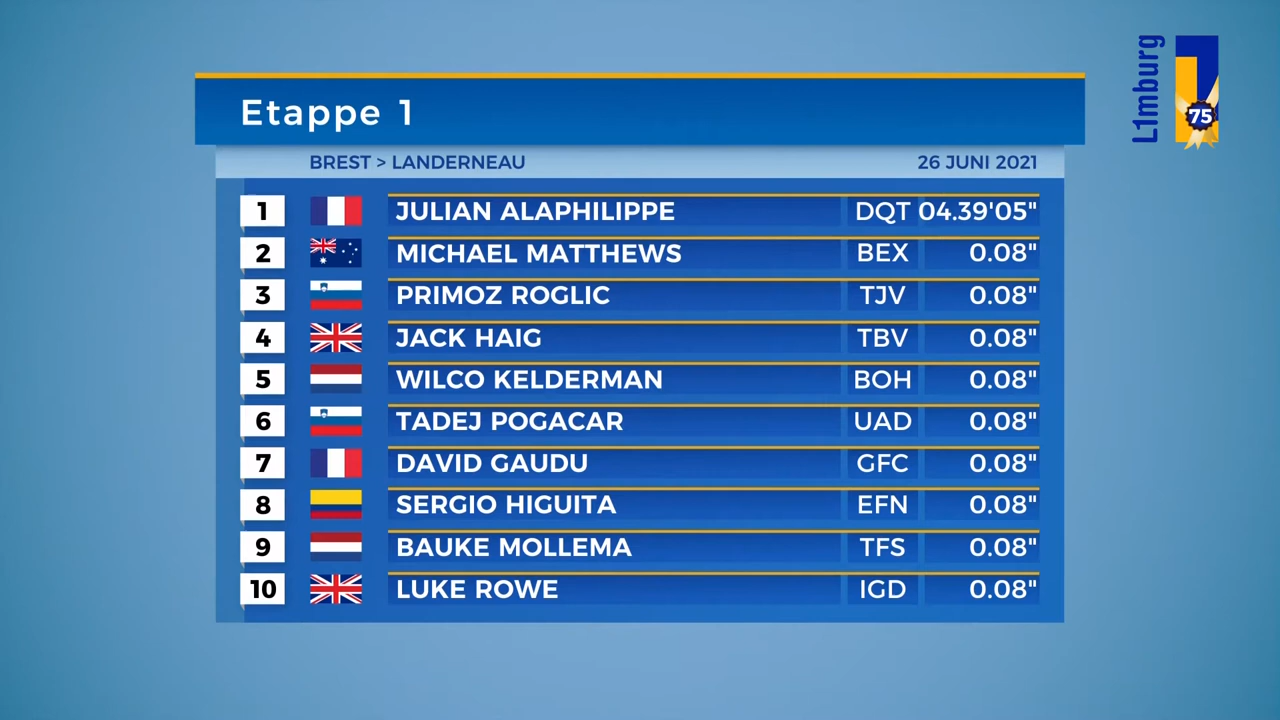 L1mburg
75
Etappe 1
BREST > LANDERNEAU 26 JUNI 2021
1 JULIAN ALAPHILIPPE DQT 04.39'05"
2 MICHAEL MATTHEWS BEX 0.08"
3 PRIMOZ ROGLIC TJV 0.08"
4 JACK HAIG TBV 0.08"
5 WILCO KELDERMAN BOH 0.08"
6 TADEJ POGACAR UAD 0.08"
7 DAVID GAUDU GFC 0.08"
8 SERGIO HIGUITA EFN 0.08"
9 BAUKE MOLLEMA TFS 0.08"
10 LUKE ROWE IGD 0.08"